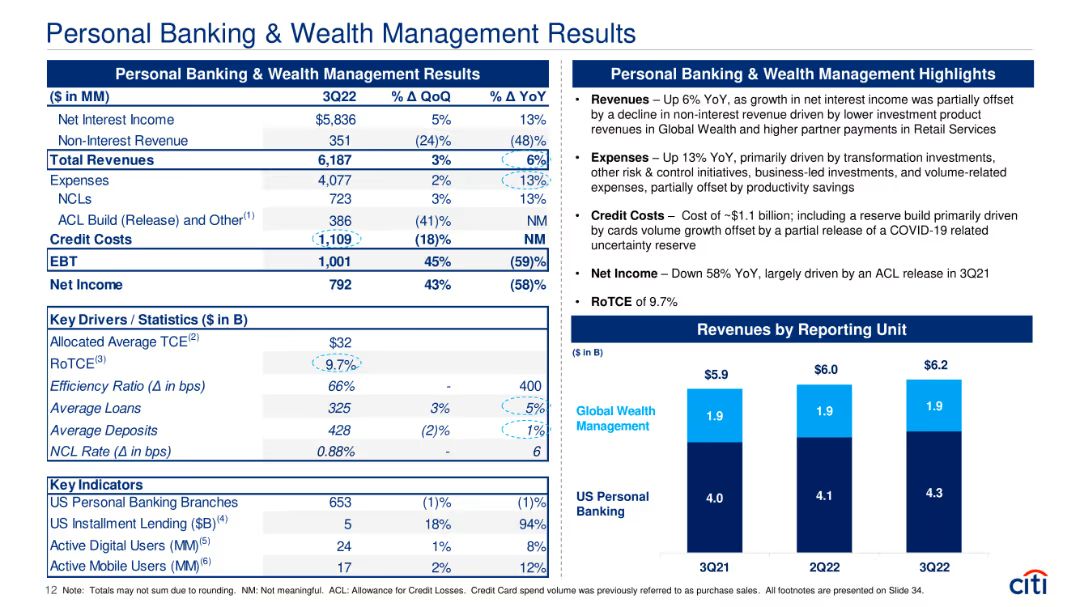 Personal Banking & Wealth Management Results
Personal Banking & Wealth Management Results
($ in MM) 3Q22 % Δ QoQ % Δ YoY
Net Interest Income $5,836 5% 13%
Non-Interest Revenue 351 (24)% (48)%
Total Revenues 6,187 3% 6%
Expenses 4,077 2% 13%
NCLs 723 3% 13%
ACL Build (Release) and Other(1) 386 (41)% NM
Credit Costs 1,109 (18)% NM
EBT 1,001 45% (59)%
Net Income 792 43% (58)%
Key Drivers / Statistics ($ in B)
Allocated Average TCE(2) $32
RoTCE(3) 9.7%
Efficiency Ratio (Δ in bps) 66% - 400
Average Loans 325 3% 5%
Average Deposits 428 (2)% 1%
NCL Rate (Δ in bps) 0.88% - 6
Key Indicators
US Personal Banking Branches 653 (1)% (1)%
US Installment Lending ($B)(4) 5 18% 94%
Active Digital Users (MM)(5) 24 1% 8%
Active Mobile Users (MM)(6) 17 2% 12%
Personal Banking & Wealth Management Highlights
• Revenues – Up 6% YoY, as growth in net interest income was partially offset
by a decline in non-interest revenue driven by lower investment product
revenues in Global Wealth and higher partner payments in Retail Services
• Expenses – Up 13% YoY, primarily driven by transformation investments,
other risk & control initiatives, business-led investments, and volume-related
expenses, partially offset by productivity savings
• Credit Costs – Cost of ~$1.1 billion; including a reserve build primarily driven
by cards volume growth offset by a partial release of a COVID-19 related
uncertainty reserve
• Net Income – Down 58% YoY, largely driven by an ACL release in 3Q21
• RoTCE of 9.7%
Revenues by Reporting Unit
($ in B)
$5.9 $6.0 $6.2
Global Wealth
Management
1.9 1.9 1.9
US Personal
Banking
4.0 4.1 4.3
3Q21 2Q22 3Q22
12 Note: Totals may not sum due to rounding. NM: Not meaningful. ACL: Allowance for Credit Losses. Credit Card spend volume was previously referred to as purchase sales. All footnotes are presented on Slide 34.
citi